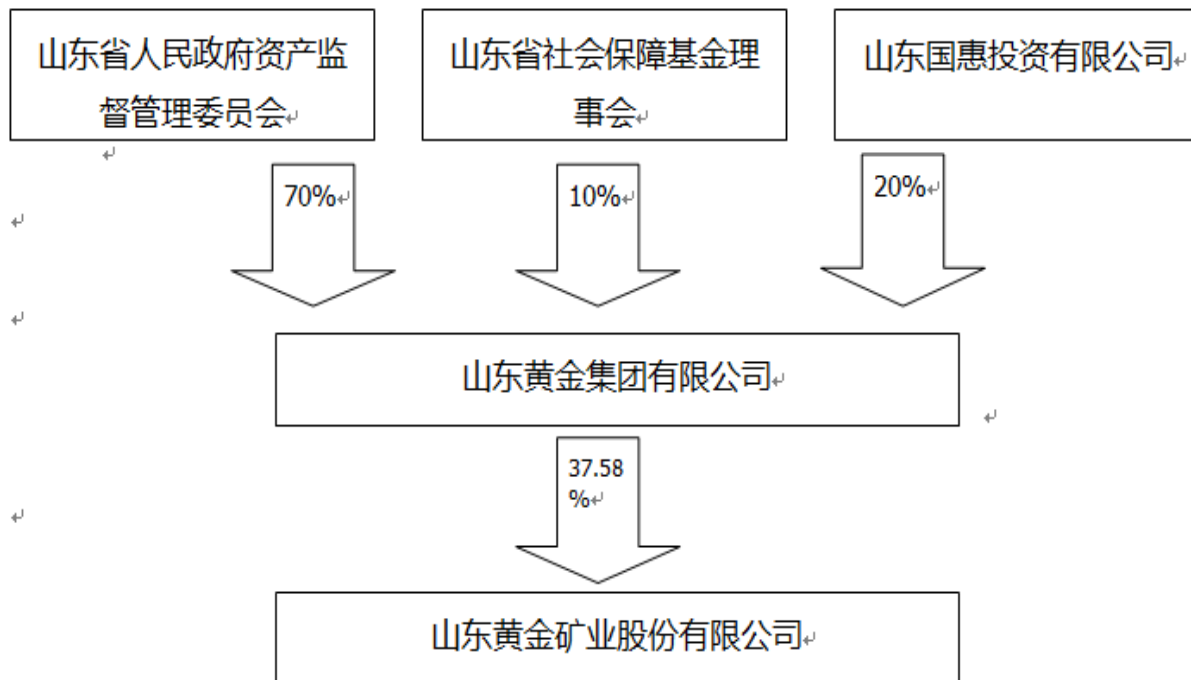 山东省人民政府资产监
督管理委员会
山东省社会保障基金理
事会
山东国惠投资有限公司
70%
10%
20%
山东黄金集团有限公司
37.58
%
山东黄金矿业股份有限公司